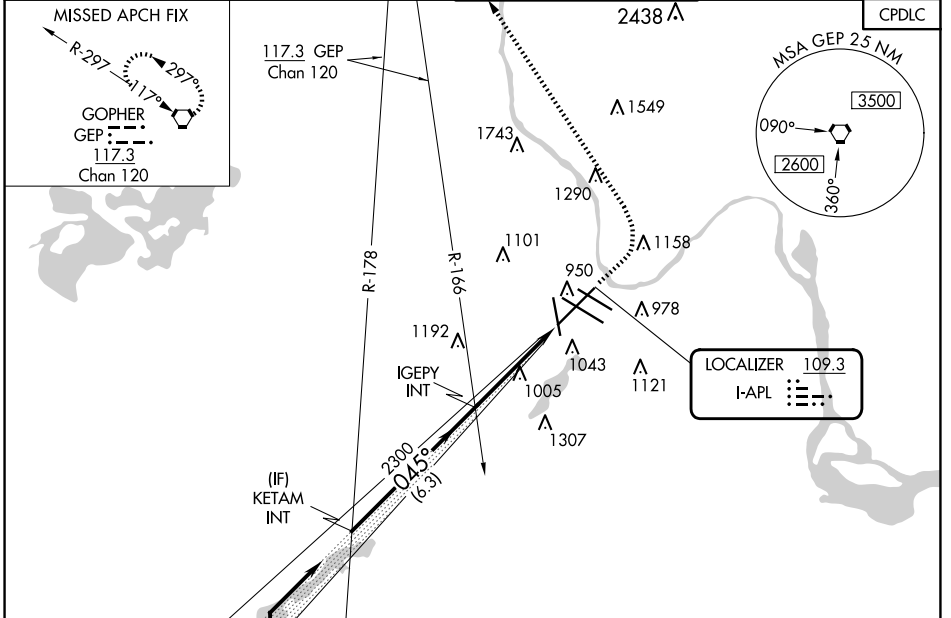 MISSED APCH FIX
R-297
297°
117°
GOPHER
GEP
117.3
Chan 120
117.3 GEP
Chan 120
2438
CPDLC
MSA GEP 25 NM
3500
090°
2600
360°
1549
1743
1290
1101
1158
R-178
R-166
950
978
1192
1043
LOCALIZER 109.3
I-APL
IGEPY
INT
1005
1121
1307
2300
045°
(6.3)
(IF)
KETAM
INT